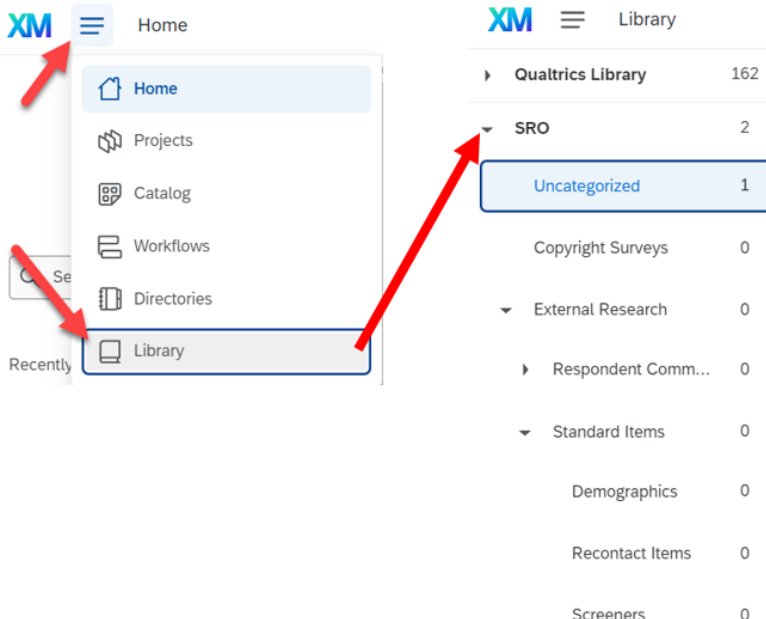 XM Home
Home
Projects
Catalog
Workflows
Directories
Se
Library
Recently
XM Library
Qualtrics Library 162
SRO 2
Uncategorized 1
Copyright Surveys 0
External Research 0
Respondent Comm... 0
Standard Items 0
Demographics 0
Recontact Items 0
Screeners 0